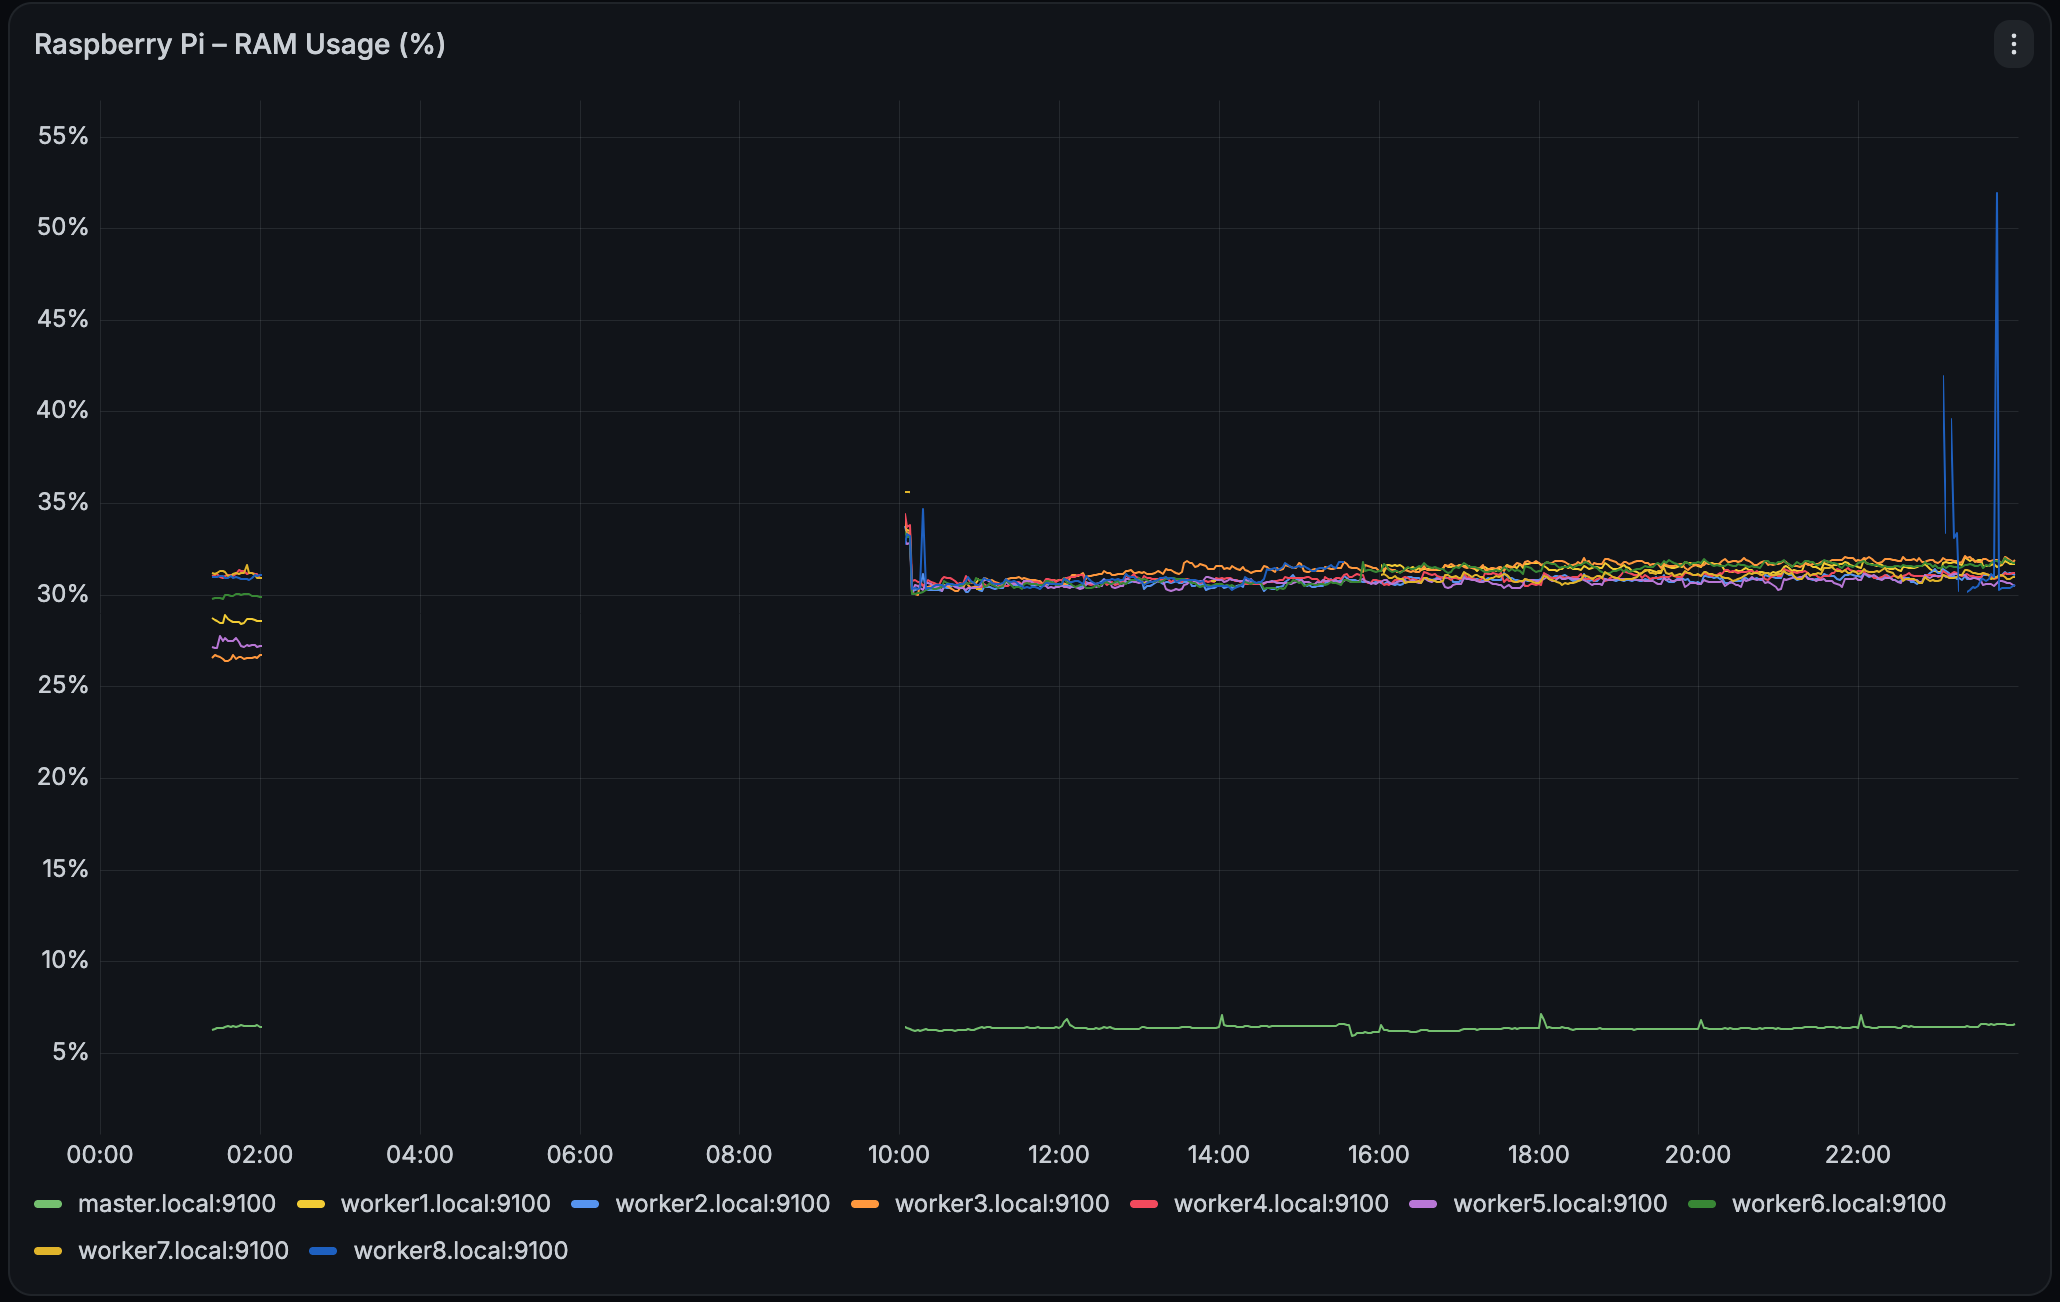 Raspberry Pi – RAM Usage (%)
55%
50%
45%
40%
35%
30%
25%
20%
15%
10%
5%
00:00 02:00 04:00 06:00 08:00 10:00 12:00 14:00 16:00 18:00 20:00 22:00
master.local:9100 worker1.local:9100 worker2.local:9100 worker3.local:9100 worker4.local:9100 worker5.local:9100 worker6.local:9100
worker7.local:9100 worker8.local:9100